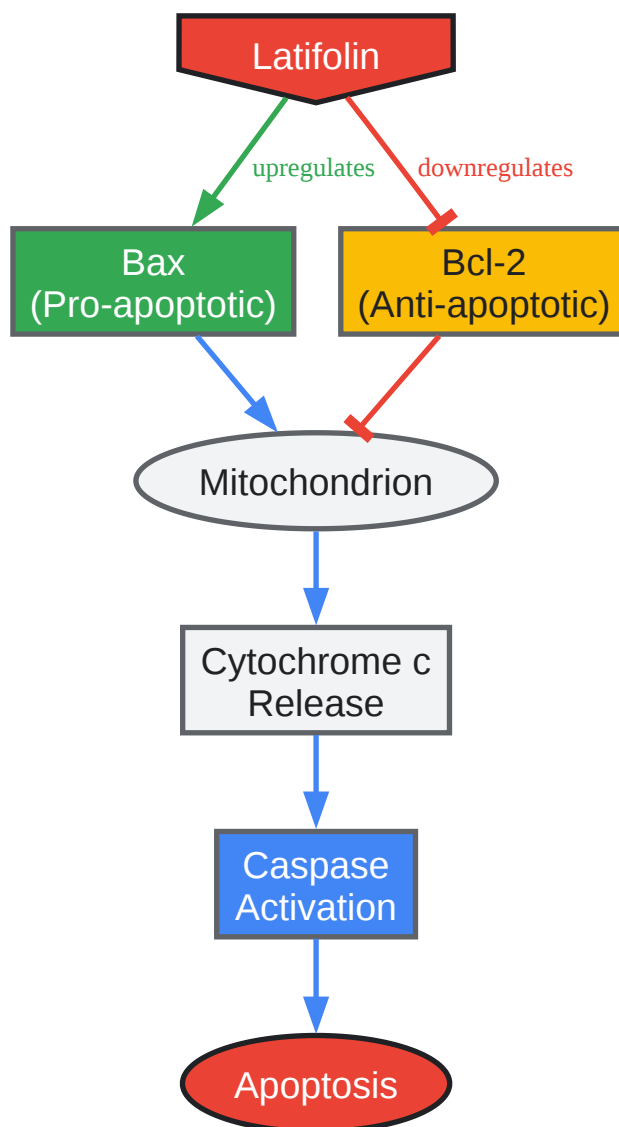 Latifolin
upregulates
downregulates
Bax
(Pro-apoptotic)
Bcl-2
(Anti-apoptotic)
Mitochondrion
Cytochrome c
Release
Caspase
Activation
Apoptosis